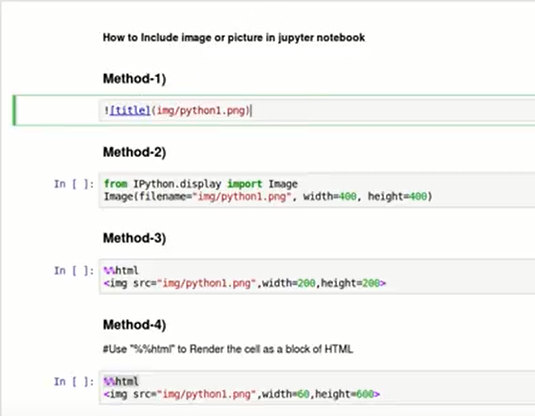 How to Include image or picture in jupyter notebook
Method-1)
![title](img/python1.png)
Method-2)
In [ ]: from IPython.display import Image
Image(filename="img/python1.png", width=400, height=400)
Method-3)
In [ ]: %%html
<img src="img/python1.png",width=200,height=200>
Method-4)
#Use "%%html" to Render the cell as a block of HTML
In [ ]: %%html
<img src="img/python1.png",width=60,height=600>